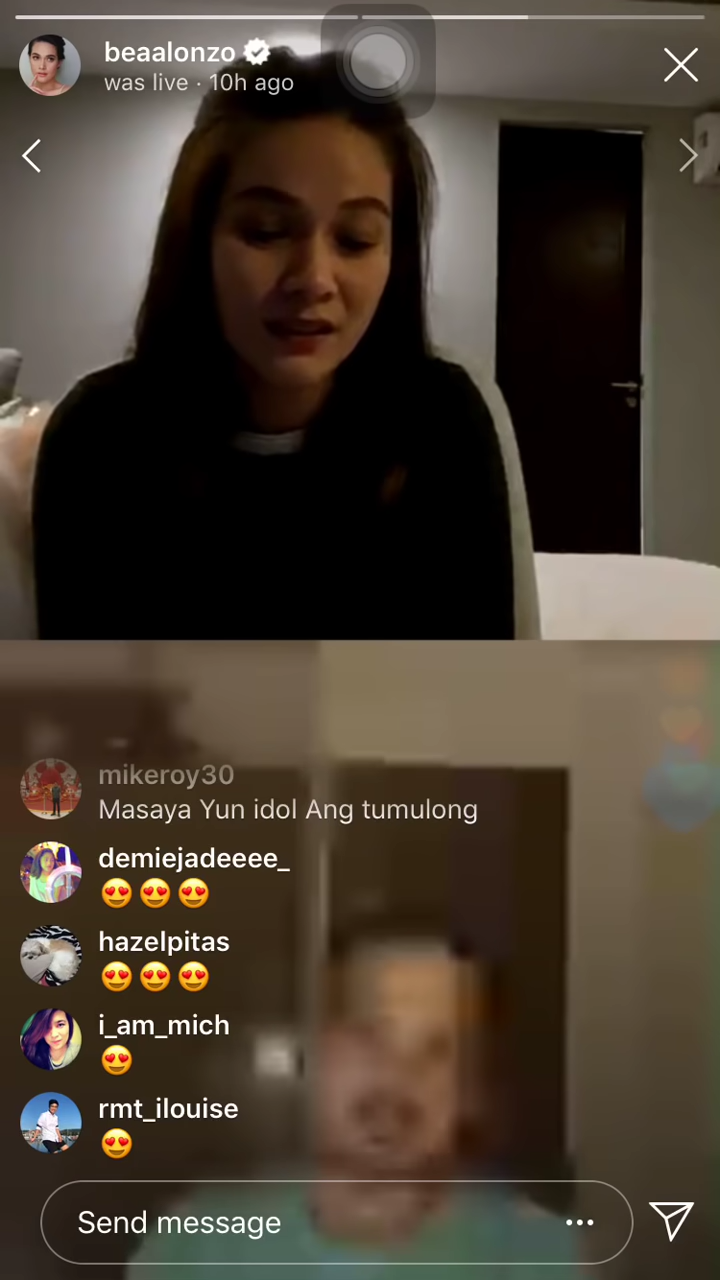 beaalonzo
was live · 10h ago
mikeroy30
Masaya Yun idol Ang tumulong
demiejadeeee_
😍 😍 😍
hazelpitas
😍 😍 😍
i_am_mich
😍
rmt_ilouise
😍
Send message